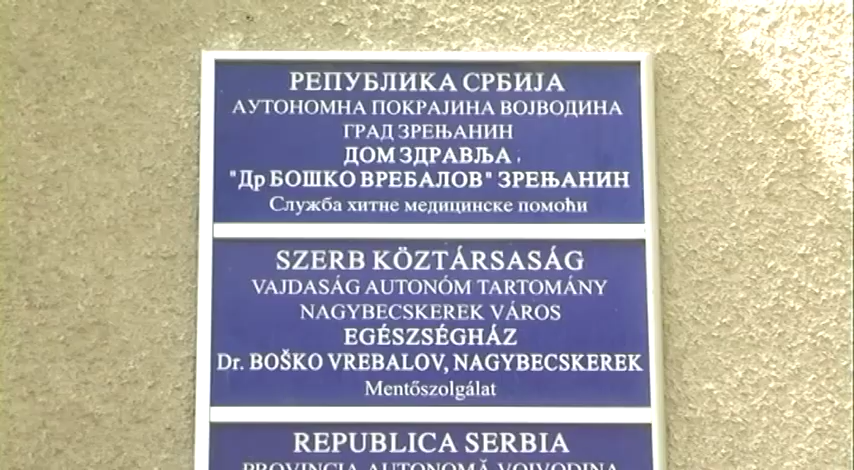 РЕПУБЛИКА СРБИЈА
АУТОНОМНА ПОКРАЈИНА ВОЈВОДИНА
ГРАД ЗРЕЊАНИН
ДОМ ЗДРАВЉА
"Др БОШКО ВРЕБАЛОВ" ЗРЕЊАНИН
Служба хитне медицинске помоћи
SZERB KÖZTÁRSASÁG
VAJDASÁG AUTONÓM TARTOMÁNY
NAGYBECSKEREK VÁROS
EGÉSZSÉGHÁZ
Dr. BOŠKO VREBALOV, NAGYBECSKEREK
Mentőszolgálat
REPUBLICA SERBIA
PROVINCIA AUTONOMĂ VOIVODINA